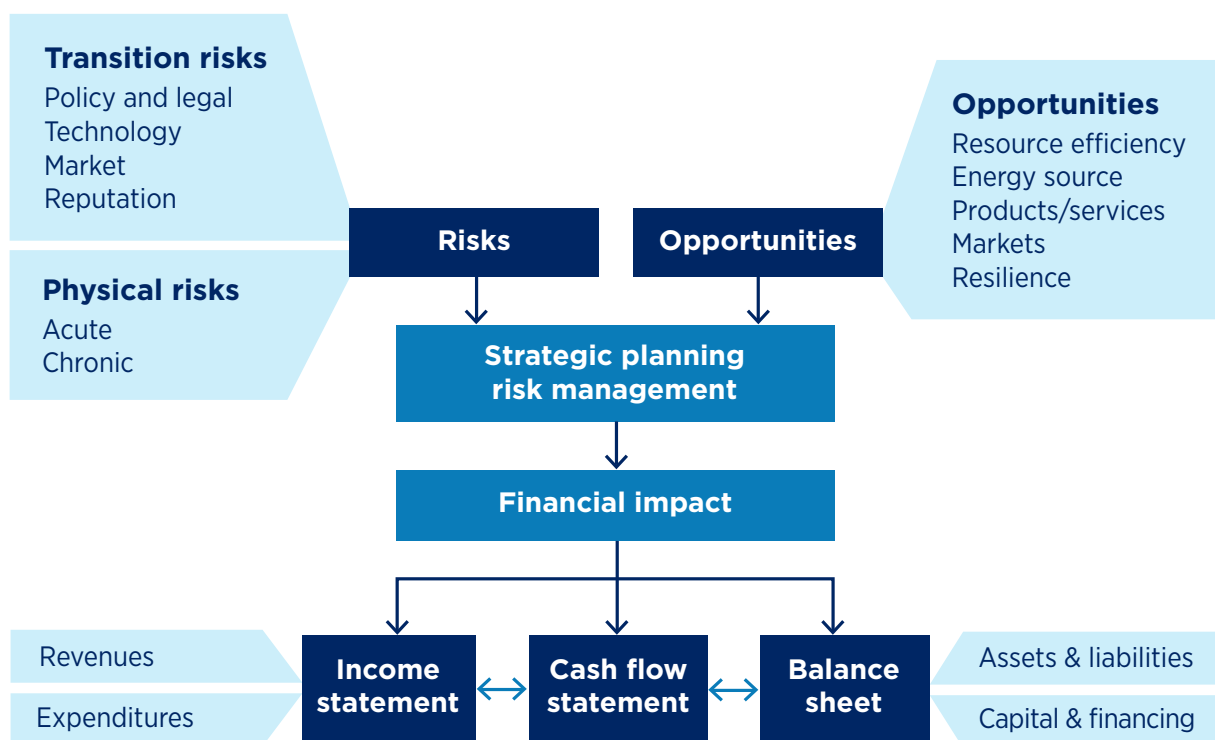 Transition risks
Policy and legal
Technology
Market
Reputation
Physical risks
Acute
Chronic
Risks
Opportunities
Opportunities
Resource efficiency
Energy source
Products/services
Markets
Resilience
Strategic planning
risk management
Financial impact
Revenues
Expenditures
Income
statement
Cash flow
statement
Balance
sheet
Assets & liabilities
Capital & financing